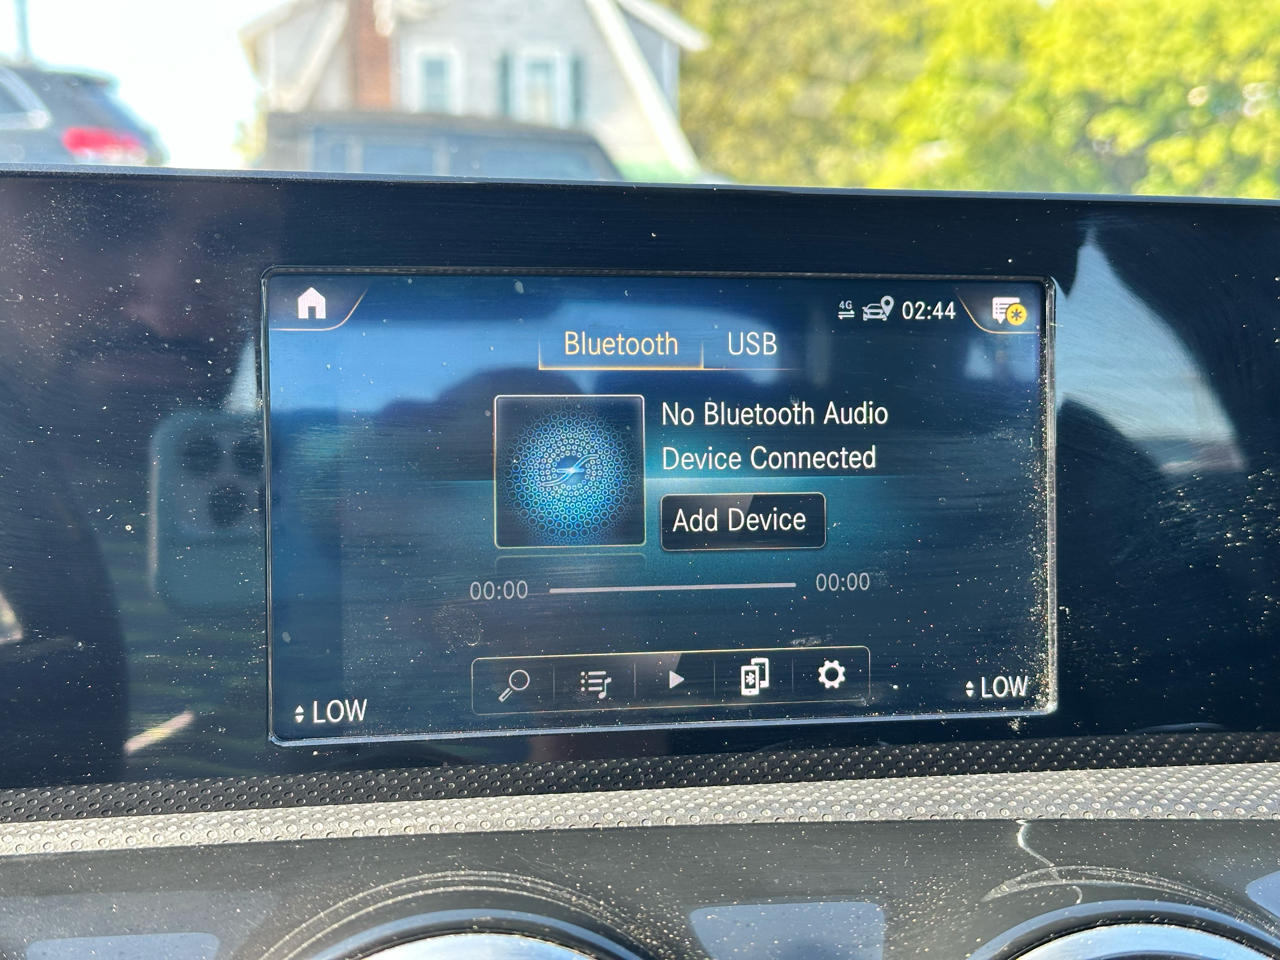 4G
02:44
Bluetooth USB
No Bluetooth Audio
Device Connected
Add Device
00:00 00:00
LOW LOW